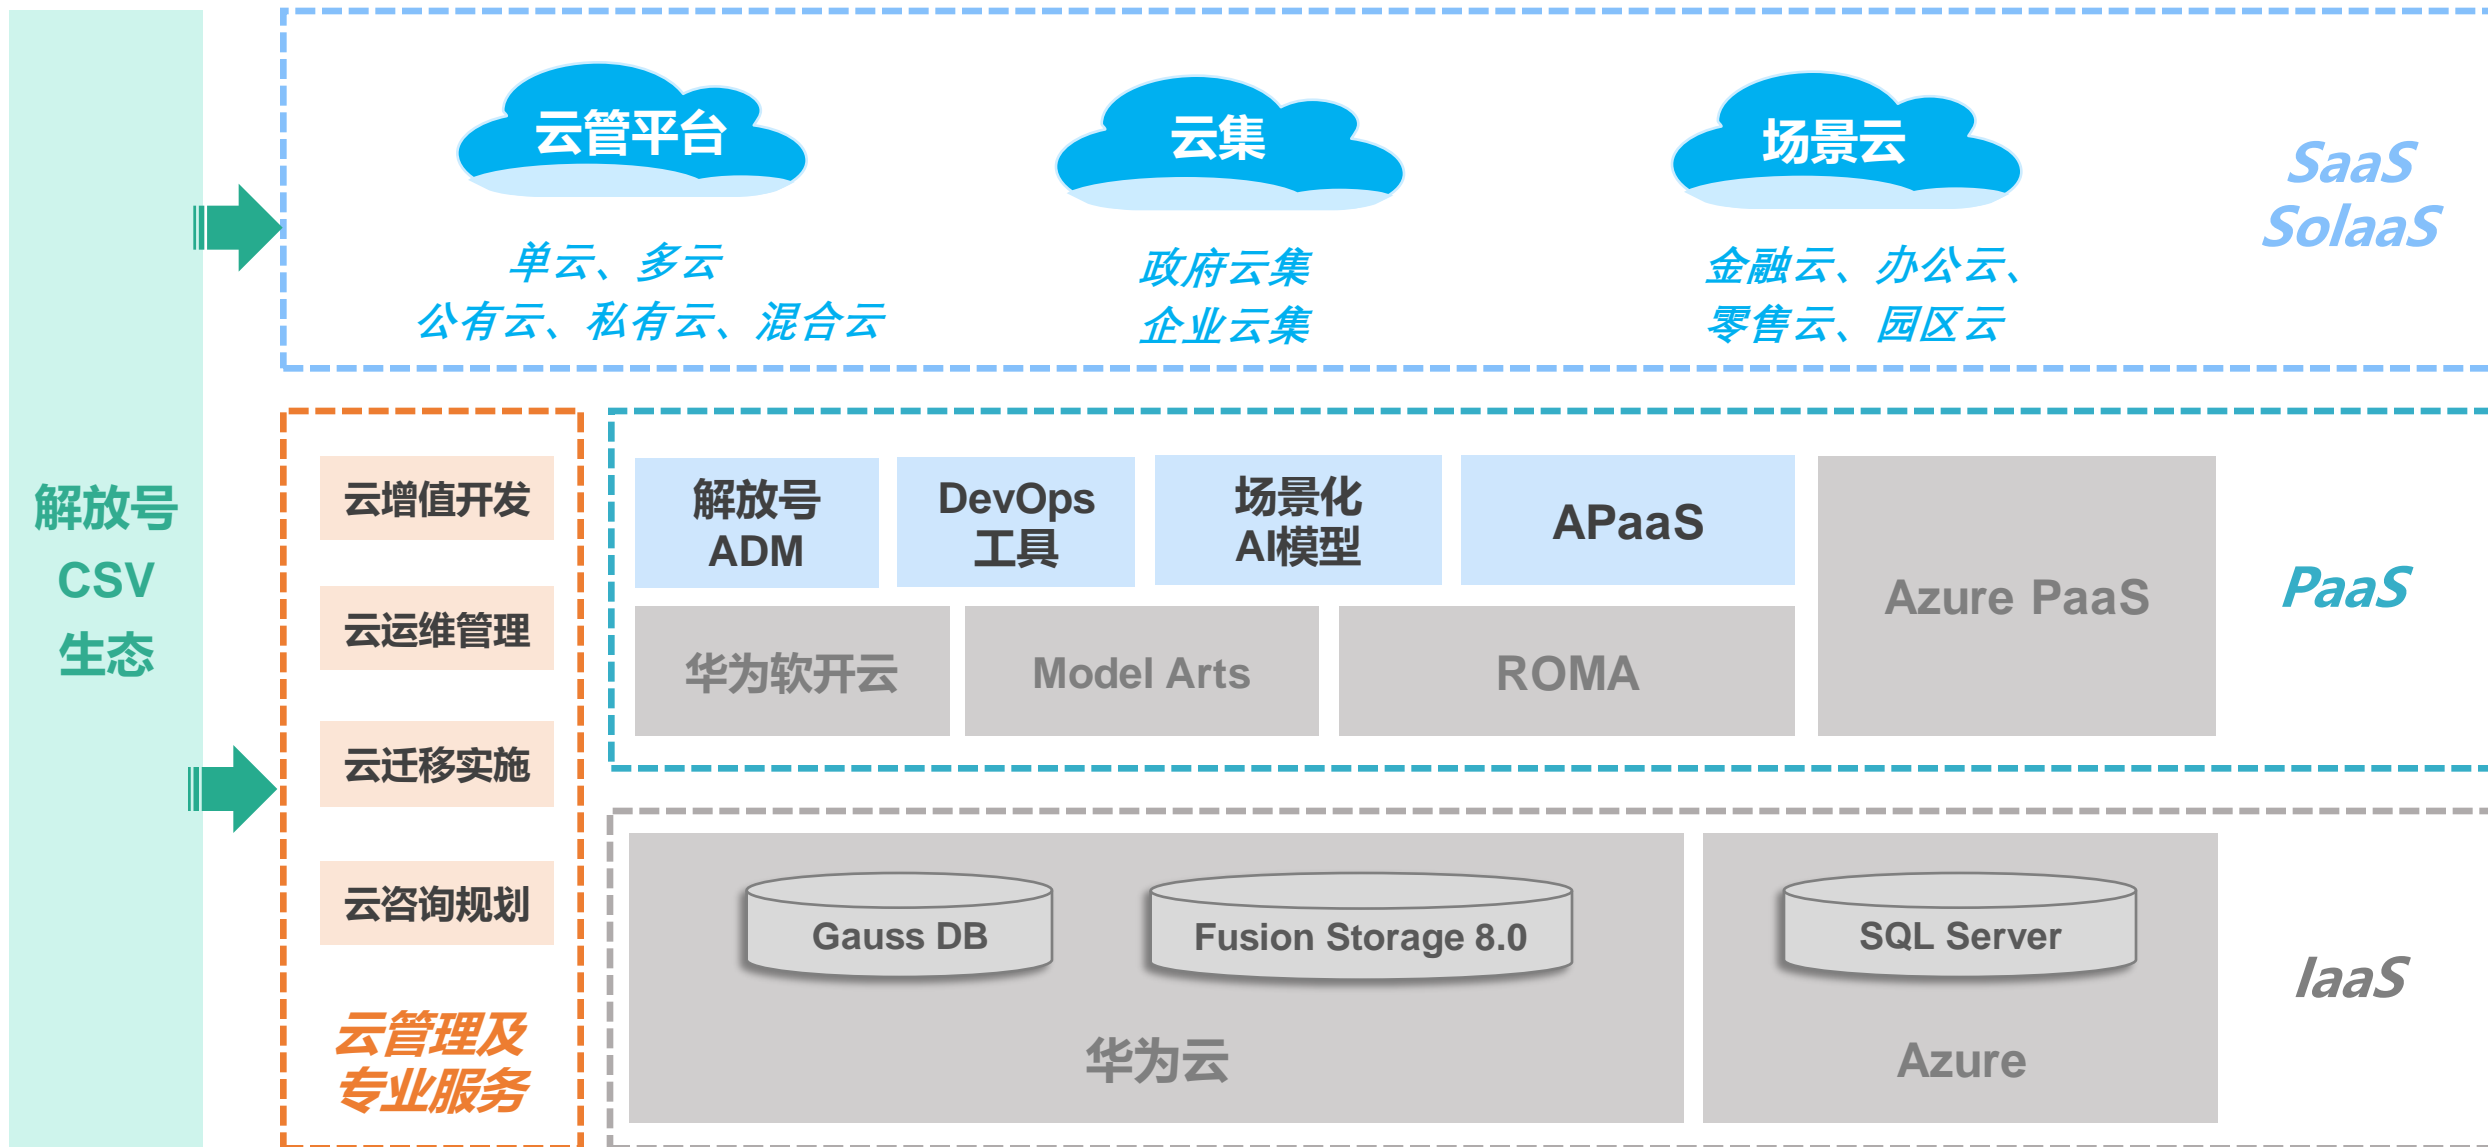 解放号
CSV
生态
云管平台
单云、多云
公有云、私有云、混合云
云集
政府云集
企业云集
场景云
金融云、办公云、
零售云、园区云
SaaS
SolaaS
云增值开发
云运维管理
云迁移实施
云咨询规划
云管理及
专业服务
解放号
ADM
DevOps
工具
场景化
AI模型
APaaS
Azure PaaS
华为软开云
Model Arts
ROMA
PaaS
Gauss DB
Fusion Storage 8.0
华为云
SQL Server
Azure
IaaS